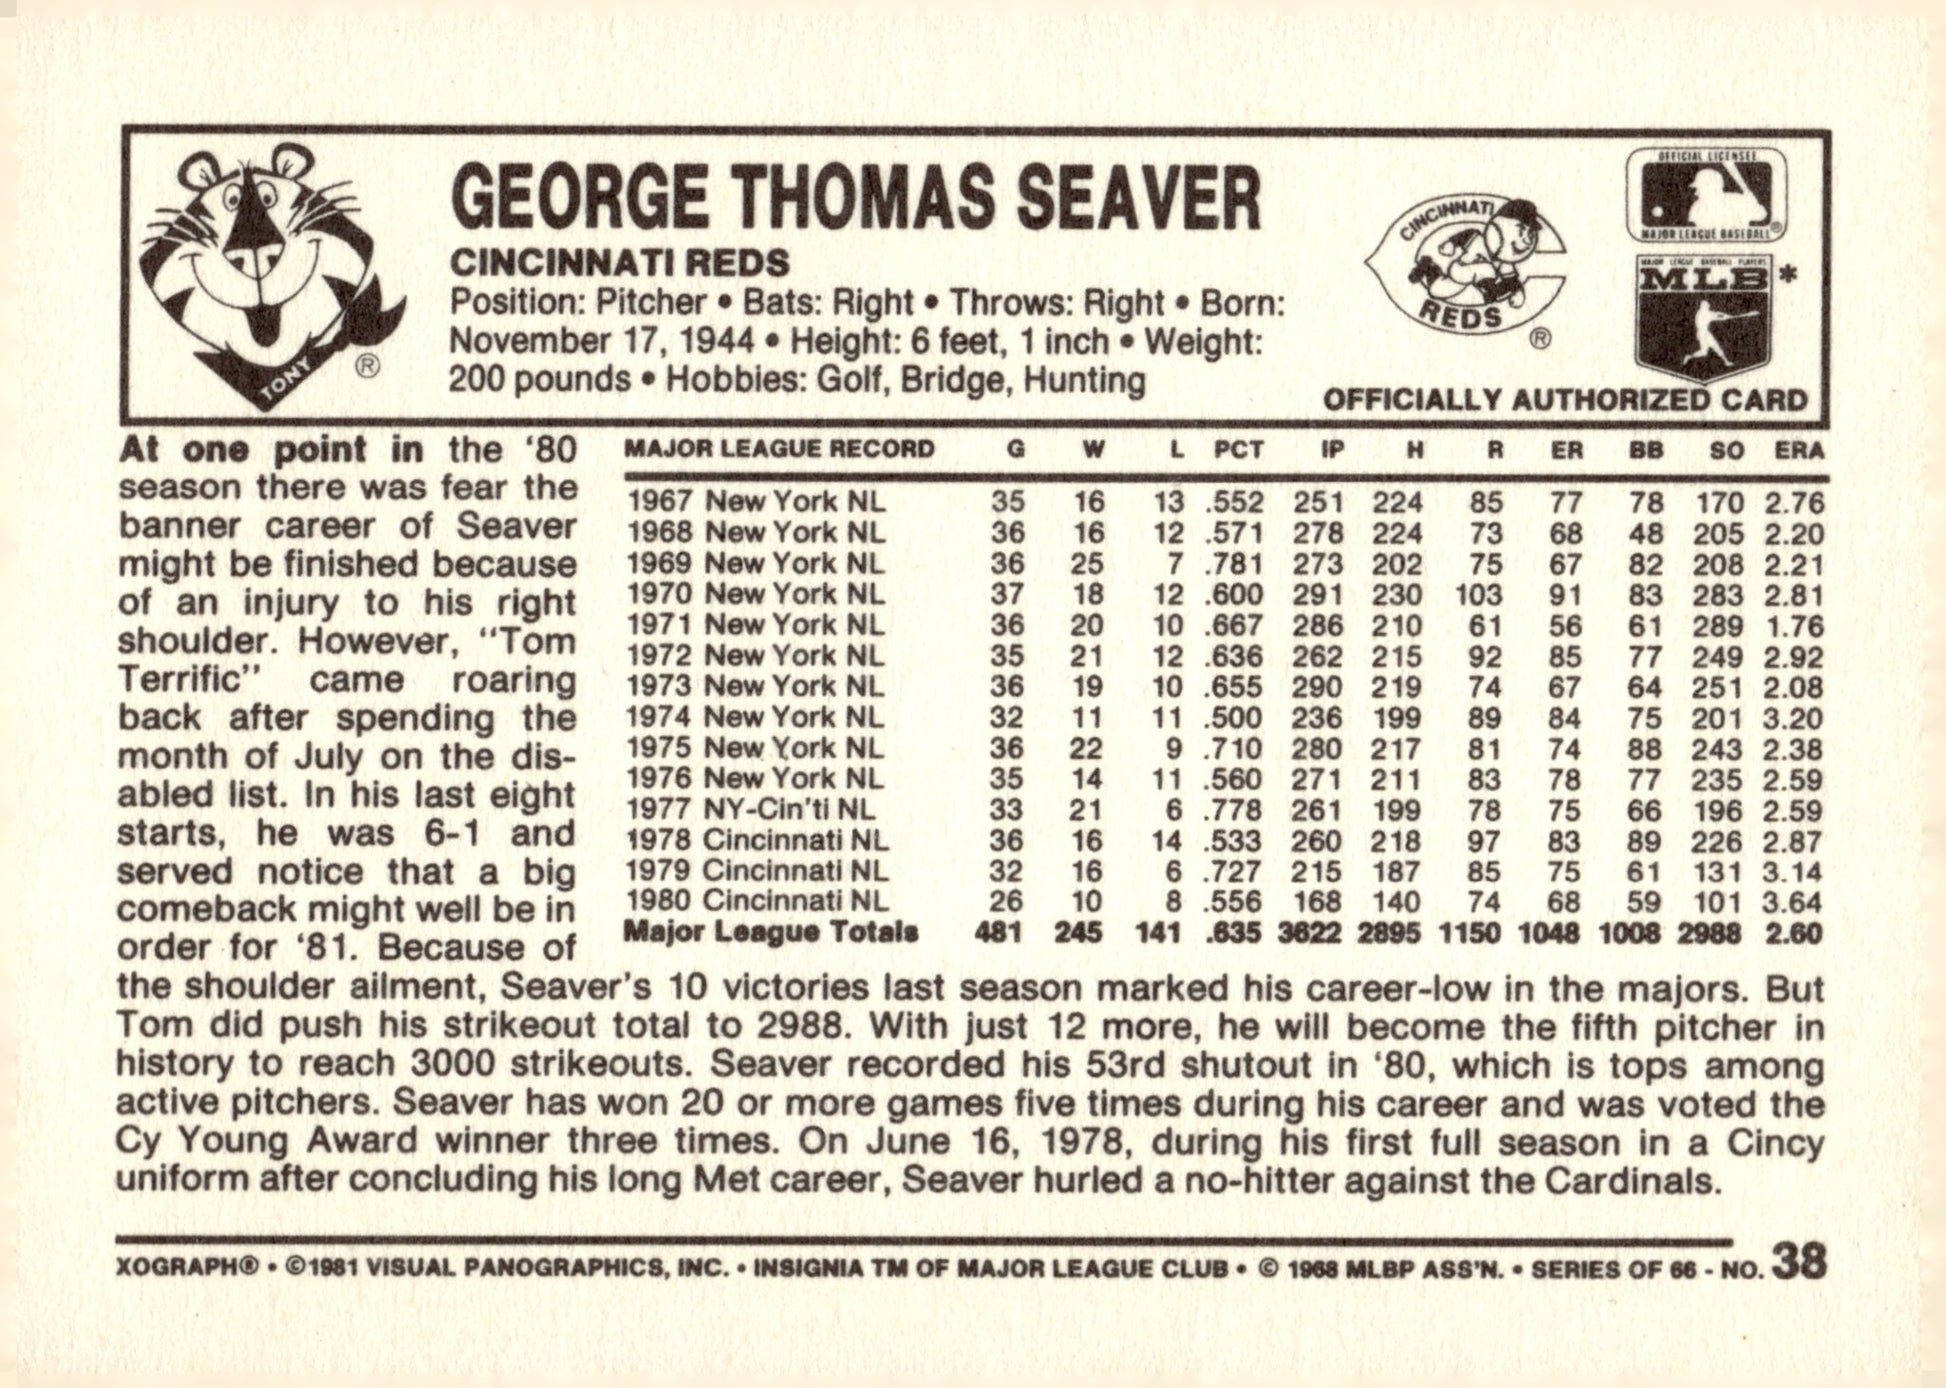 GEORGE THOMAS SEAVER
CINCINNATI REDS
Position: Pitcher • Bats: Right • Throws: Right • Born:
November 17, 1944 • Height: 6 feet, 1 inch • Weight:
200 pounds • Hobbies: Golf, Bridge, Hunting
TONY
®
CINCINNATI
REDS
®
OFFICIAL LICENSEE
MAJOR LEAGUE BASEBALL®
MAJOR LEAGUE BASEBALL PLAYERS
MLB*
OFFICIALLY AUTHORIZED CARD
At one point in the ‘80
season there was fear the
banner career of Seaver
might be finished because
of an injury to his right
shoulder. However, “Tom
Terrific” came roaring
back after spending the
month of July on the dis-
abled list. In his last eight
starts, he was 6-1 and
served notice that a big
comeback might well be in
order for ‘81. Because of
MAJOR LEAGUE RECORD G W L PCT IP H R ER BB SO ERA
1967 New York NL 35 16 13 .552 251 224 85 77 78 170 2.76
1968 New York NL 36 16 12 .571 278 224 73 68 48 205 2.20
1969 New York NL 36 25 7 .781 273 202 75 67 82 208 2.21
1970 New York NL 37 18 12 .600 291 230 103 91 83 283 2.81
1971 New York NL 36 20 10 .667 286 210 61 56 61 289 1.76
1972 New York NL 35 21 12 .636 262 215 92 85 77 249 2.92
1973 New York NL 36 19 10 .655 290 219 74 67 64 251 2.08
1974 New York NL 32 11 11 .500 236 199 89 84 75 201 3.20
1975 New York NL 36 22 9 .710 280 217 81 74 88 243 2.38
1976 New York NL 35 14 11 .560 271 211 83 78 77 235 2.59
1977 NY-Cin’ti NL 33 21 6 .778 261 199 78 75 66 196 2.59
1978 Cincinnati NL 36 16 14 .533 260 218 97 83 89 226 2.87
1979 Cincinnati NL 32 16 6 .727 215 187 85 75 61 131 3.14
1980 Cincinnati NL 26 10 8 .556 168 140 74 68 59 101 3.64
Major League Totals 481 245 141 .635 3622 2895 1150 1048 1008 2988 2.60
the shoulder ailment, Seaver’s 10 victories last season marked his career-low in the majors. But
Tom did push his strikeout total to 2988. With just 12 more, he will become the fifth pitcher in
history to reach 3000 strikeouts. Seaver recorded his 53rd shutout in ‘80, which is tops among
active pitchers. Seaver has won 20 or more games five times during his career and was voted the
Cy Young Award winner three times. On June 16, 1978, during his first full season in a Cincy
uniform after concluding his long Met career, Seaver hurled a no-hitter against the Cardinals.
XOGRAPH® • ©1981 VISUAL PANOGRAPHICS, INC. • INSIGNIA TM OF MAJOR LEAGUE CLUB • © 1968 MLBP ASS’N. • SERIES OF 66 - NO. 38